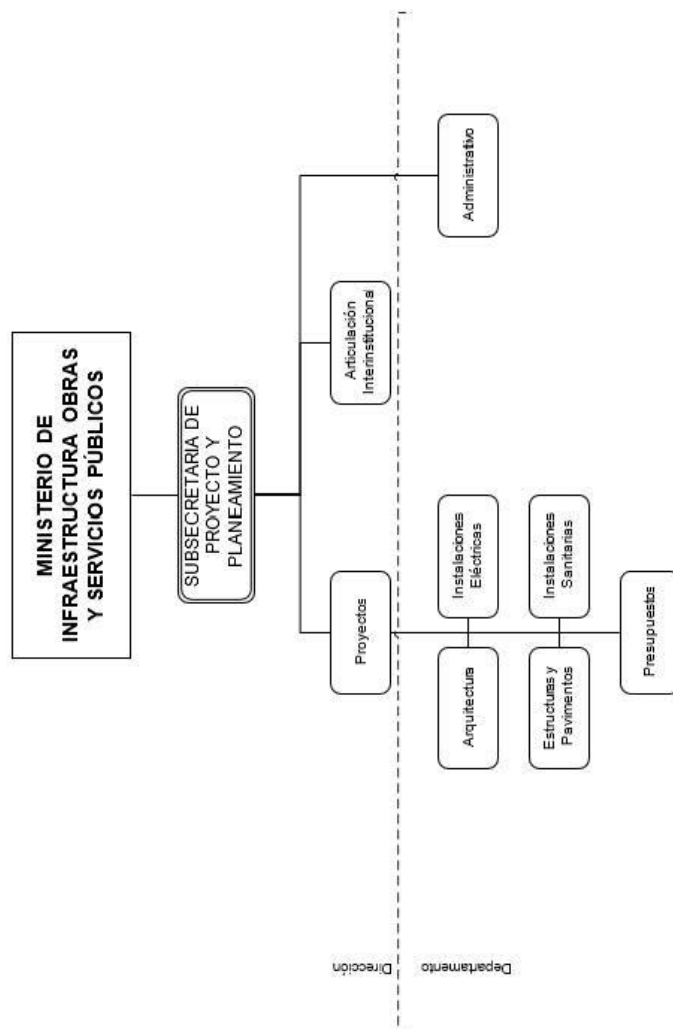 MINISTERIO DE
INFRAESTRUCTURA OBRAS
Y SERVICIOS PÚBLICOS
SUBSECRETARIA DE
PROYECTO Y
PLANEAMIENTO
Proyectos
Articulación
Interinstitucional
Dirección
Departamento
Arquitectura
Instalaciones
Eléctricas
Administrativo
Estructuras y
Pavimentos
Instalaciones
Sanitarias
Presupuestos